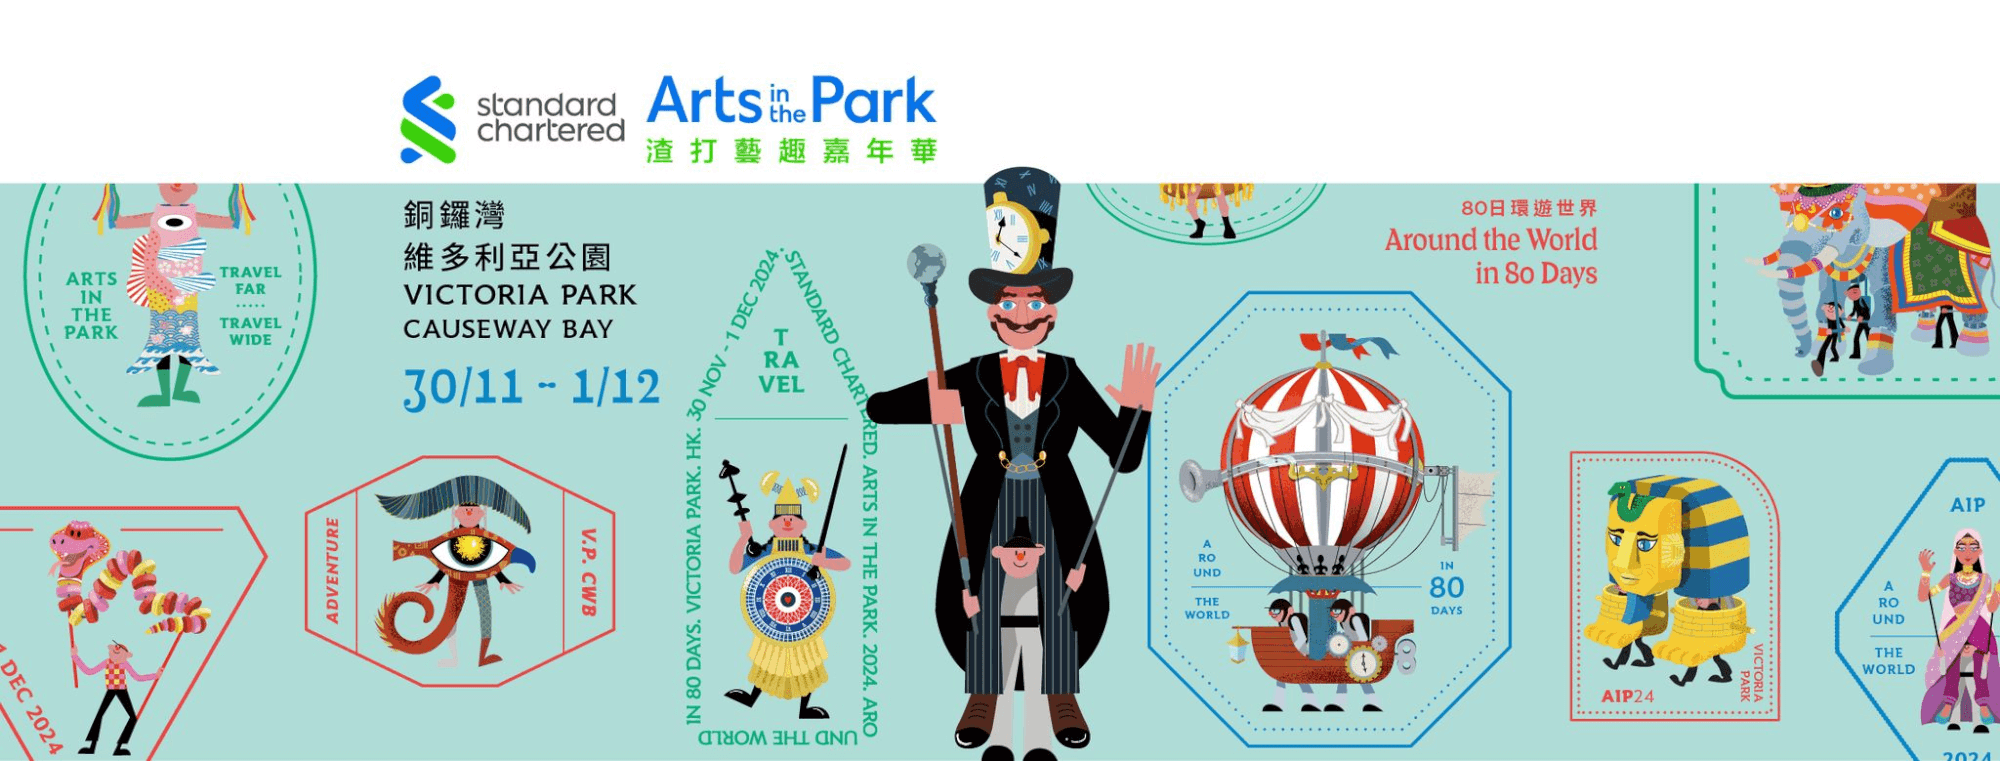 standard
chartered
Arts in the Park
渣打藝趣嘉年華
銅鑼灣
維多利亞公園
VICTORIA PARK
CAUSEWAY BAY
30/11 - 1/12
80日環遊世界
Around the World
in 80 Days
ARTS
IN
THE
PARK
TRAVEL
FAR
TRAVEL
WIDE
1 DEC 2024
ADVENTURE
V.P. CWB
T
RA
VEL
IN 80 DAYS. VICTORIA PARK. HK. 30 NOV - 1 DEC 2024. STANDARD CHARTERED. ARTS IN THE PARK. 2024. AROUND THE WORLD
XII
A
RO
UND
THE
WORLD
IN
80
DAYS
AIP24
VICTORIA
PARK
AIP
A
RO
UND
THE
WORLD
2024